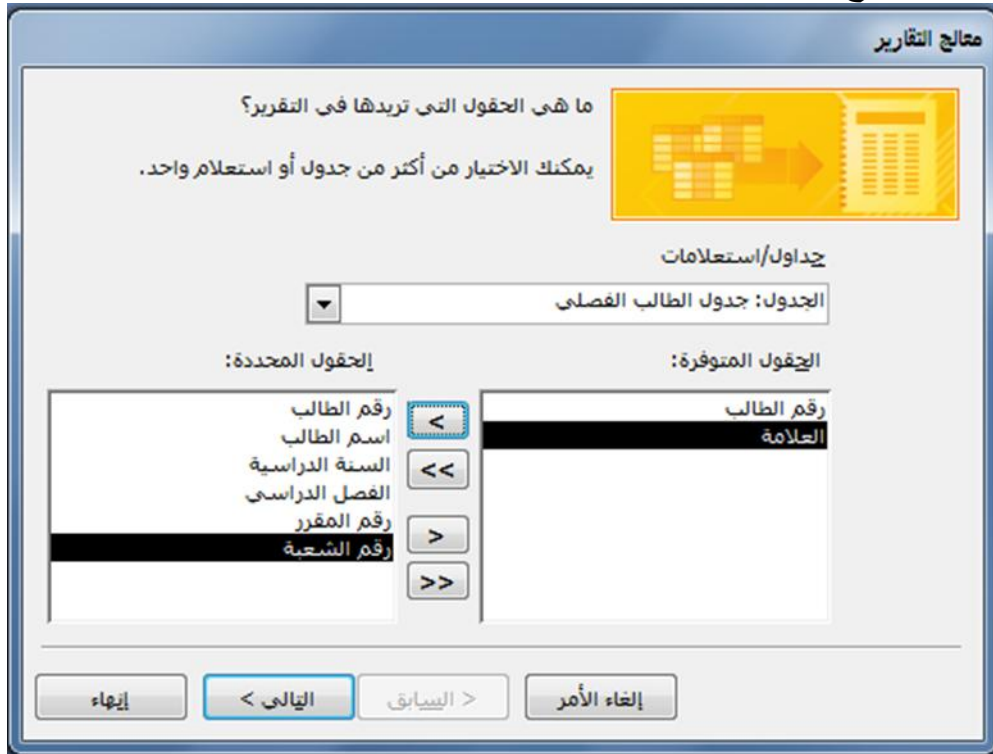 معالج التقارير
ما هي الحقول التي تريدها في التقرير؟
يمكنك الاختيار من أكثر من جدول أو استعلام واحد.
جداول/استعلامات
الجدول: جدول الطالب الفصلي
الحقول المتوفرة:
رقم الطالب
العلامة
<
<<
>
>>
الحقول المحددة:
رقم الطالب
اسم الطالب
السنة الدراسية
الفصل الدراسي
رقم المقرر
رقم الشعبة
إلغاء الأمر
< السابق
التالي >
إنهاء